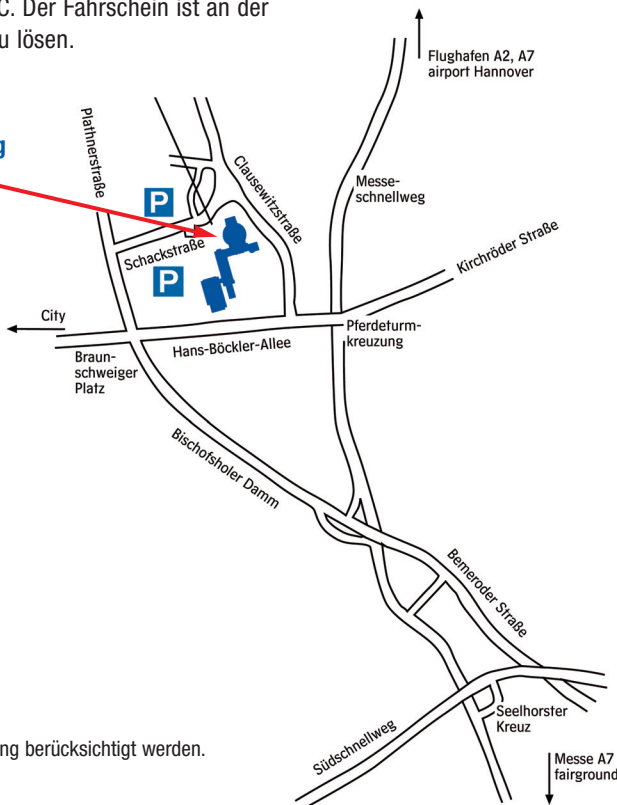 C. Der Fahrschein ist an der
u lösen.
Flughafen A2, A7
airport Hannover
Plathnerstraße
g
P
Clausewitzstraße
Messe-
schnellweg
Schackstraße
P
Kirchröder Straße
City
Pferdeturm-
kreuzung
Hans-Böckler-Allee
Braun-
schweiger
Platz
Bischofsholer Damm
Bemeroder Straße
Seelhorster
Kreuz
Südschnellweg
ng berücksichtigt werden.
Messe A7
fairground